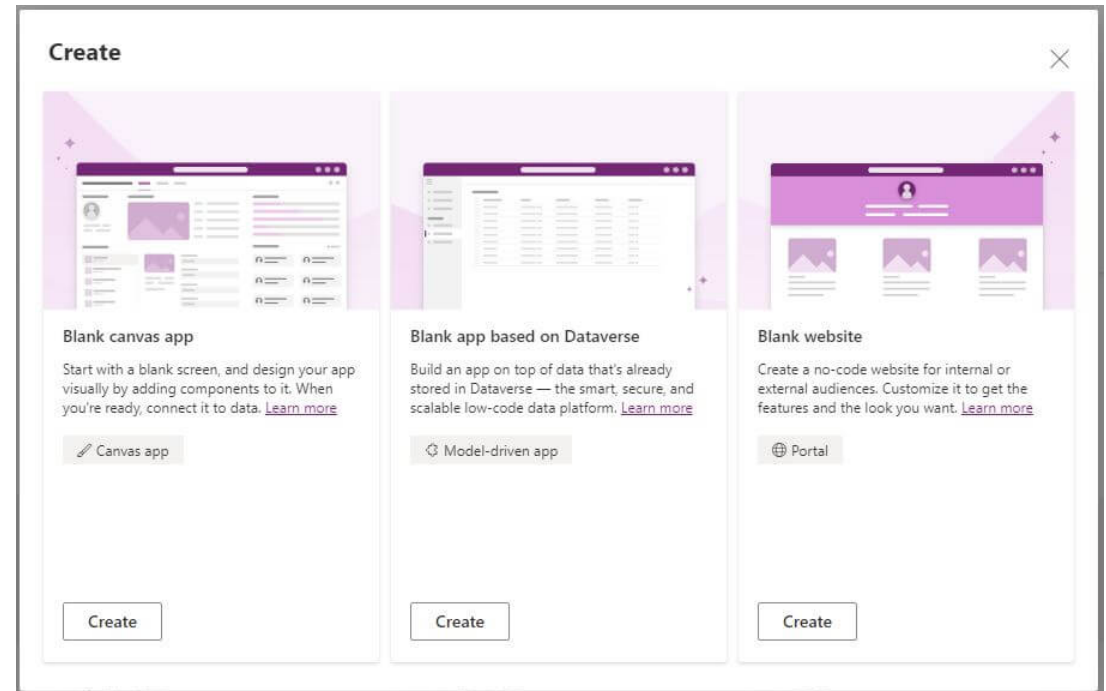 Create
Blank canvas app
Start with a blank screen, and design your app
visually by adding components to it. When
you're ready, connect it to data. Learn more
Canvas app
Create
Blank app based on Dataverse
Build an app on top of data that's already
stored in Dataverse — the smart, secure, and
scalable low-code data platform. Learn more
Model-driven app
Create
Blank website
Create a no-code website for internal or
external audiences. Customize it to get the
features and the look you want. Learn more
Portal
Create